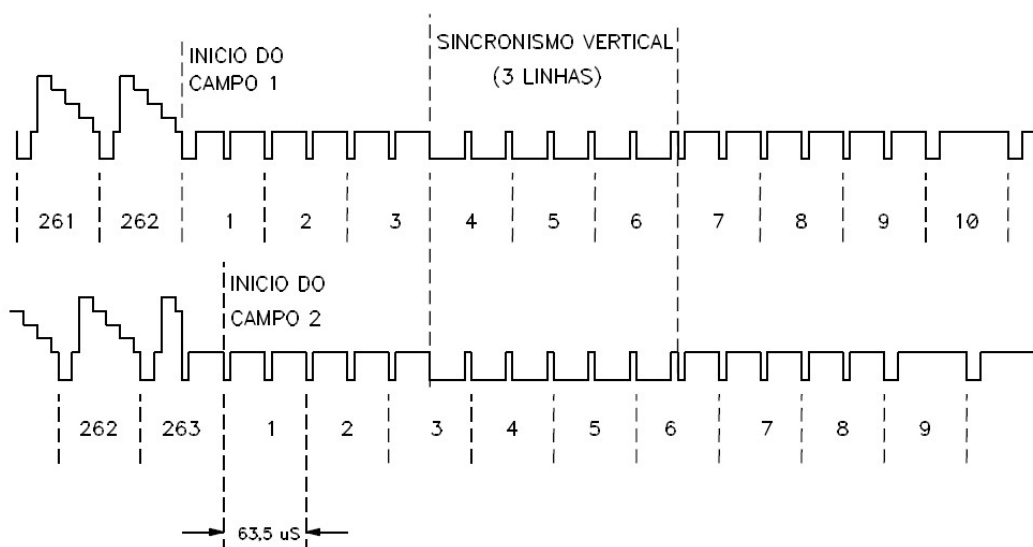 INICIO DO
CAMPO 1
SINCRONISMO VERTICAL
(3 LINHAS)
261 262 1 2 3 4 5 6 7 8 9 10
INICIO DO
CAMPO 2
262 263 1 2 3 4 5 6 7 8 9
63,5 uS